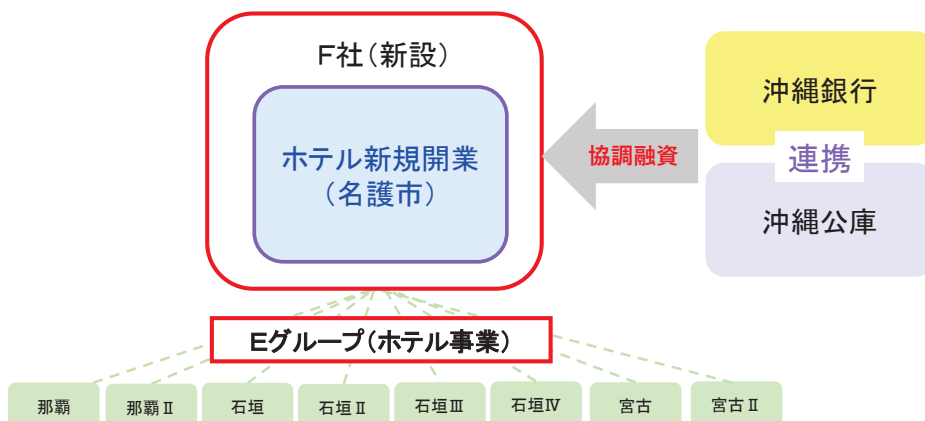 F社(新設)
ホテル新規開業
(名護市)
協調融資
沖縄銀行
連携
沖縄公庫
Eグループ(ホテル事業)
那覇
那覇Ⅱ
石垣
石垣Ⅱ
石垣Ⅲ
石垣Ⅳ
宮古
宮古Ⅱ